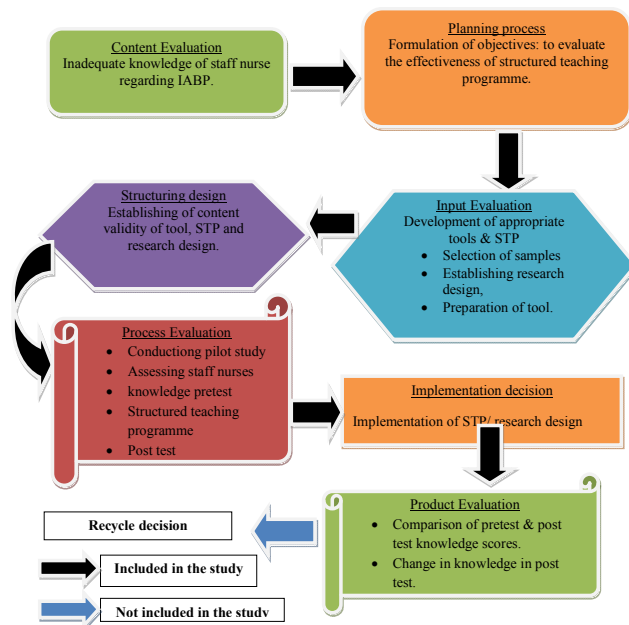 Content Evaluation
Inadequate knowledge of staff nurse
regarding IABP.
Planning process
Formulation of objectives: to evaluate
the effectiveness of structured teaching
programme.
Structuring design
Establishing of content
validity of tool, STP and
research design.
Input Evaluation
Development of appropriate
tools & STP
• Selection of samples
• Establishing research
design,
• Preparation of tool.
Process Evaluation
• Conductiong pilot study
• Assessing staff nurses
• knowledge pretest
• Structured teaching
programme
• Post test
Implementation decision
Implementation of STP/ research design
Product Evaluation
• Comparison of pretest & post
test knowledge scores.
• Change in knowledge in post
test.
Recycle decision
Included in the study
Not included in the study